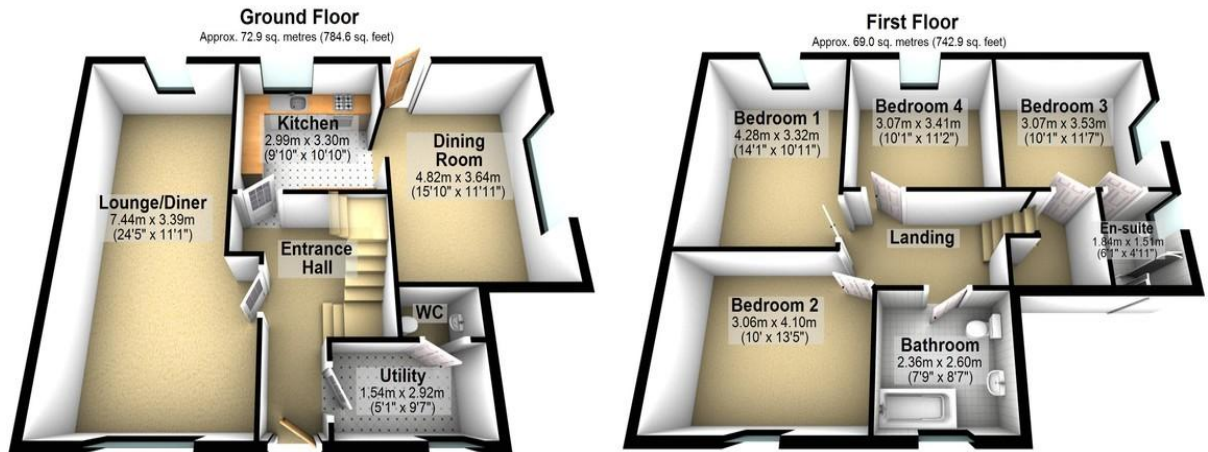 Ground Floor
Approx. 72.9 sq. metres (784.6 sq. feet)
Kitchen
2.99m x 3.30m
(9'10" x 10'10")
Dining
Room
4.82m x 3.64m
(15'10" x 11'11")
Lounge/Diner
7.44m x 3.39m
(24'5" x 11'1")
Entrance
Hall
WC
Utility
1.54m x 2.92m
(5'1" x 9'7")
First Floor
Approx. 69.0 sq. metres (742.9 sq. feet)
Bedroom 1
4.28m x 3.32m
(14'1" x 10'11")
Bedroom 4
3.07m x 3.41m
(10'1" x 11'2")
Bedroom 3
3.07m x 3.53m
(10'1" x 11'7")
En-suite
1.84m x 1.51m
(6'1" x 4'11")
Landing
Bedroom 2
3.06m x 4.10m
(10' x 13'5")
Bathroom
2.36m x 2.60m
(7'9" x 8'7")